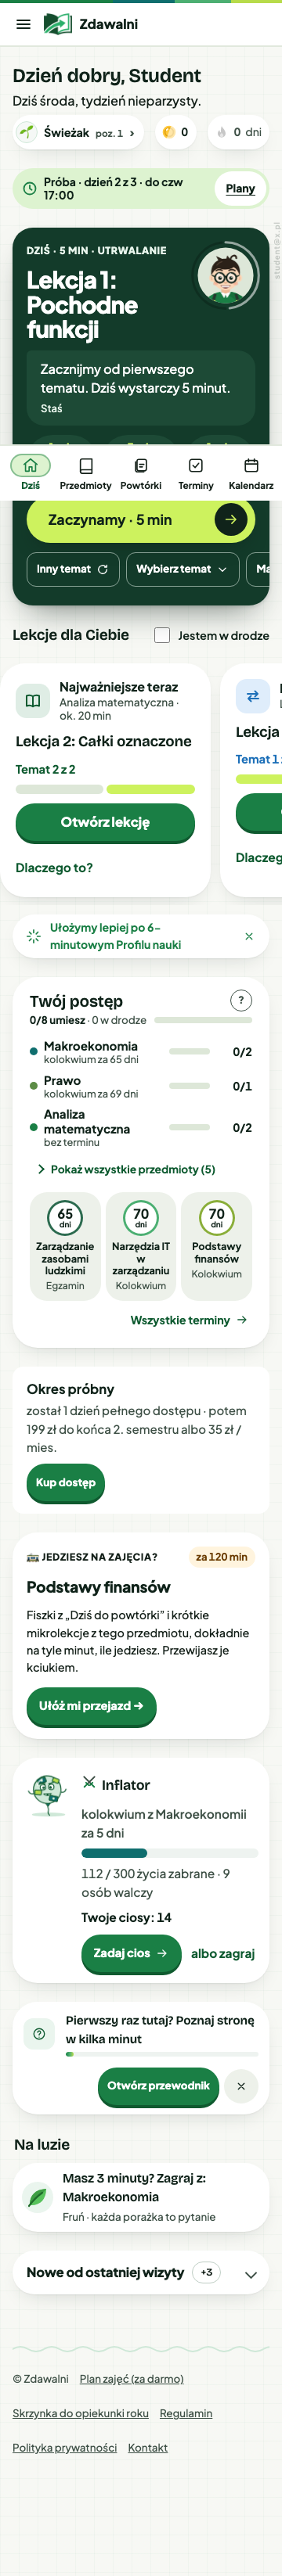 Zdawalni
Dzień dobry, Student
Dziś środa, tydzień nieparzysty.
Świeżak poz. 1 ›
0
0 dni
Próba · dzień 2 z 3 · do czw
17:00
Plany
student@x.pl
DZIŚ · 5 MIN · UTRWALANIE
Lekcja 1:
Pochodne
funkcji
Zacznijmy od pierwszego
tematu. Dziś wystarczy 5 minut.
Staś
Dziś
Przedmioty
Powtórki
Terminy
Kalendarz
Zaczynamy · 5 min
Inny temat
Wybierz temat
Lekcje dla Ciebie
Jestem w drodze
Najważniejsze teraz
Analiza matematyczna ·
ok. 20 min
Lekcja 2: Całki oznaczone
Temat 2 z 2
Otwórz lekcję
Dlaczego to?
Lekcja
Temat 1
Ułożymy lepiej po 6-
minutowym Profilu nauki
×
Twój postęp
?
0/8 umiesz · 0 w drodze
Makroekonomia
kolokwium za 65 dni
0/2
Prawo
kolokwium za 69 dni
0/1
Analiza
matematyczna
bez terminu
0/2
Pokaż wszystkie przedmioty (5)
65
dni
Zarządzanie
zasobami
ludzkimi
Egzamin
70
dni
Narzędzia IT
w
zarządzaniu
Kolokwium
70
dni
Podstawy
finansów
Kolokwium
Wszystkie terminy →
Okres próbny
został 1 dzień pełnego dostępu · potem
199 zł do końca 2. semestru albo 35 zł /
mies.
Kup dostęp
JEDZIESZ NA ZAJĘCIA?
za 120 min
Podstawy finansów
Fiszki z „Dziś do powtórki” i krótkie
mikrolekcje z tego przedmiotu, dokładnie
na tyle minut, ile jedziesz. Przewijasz je
kciukiem.
Ułóż mi przejazd →
Inflator
kolokwium z Makroekonomii
za 5 dni
112 / 300 życia zabrane · 9
osób walczy
Twoje ciosy: 14
Zadaj cios →
albo zagraj
Pierwszy raz tutaj? Poznaj stronę
w kilka minut
Otwórz przewodnik
×
Na luzie
Masz 3 minuty? Zagraj z:
Makroekonomia
Fruń · każda porażka to pytanie
Nowe od ostatniej wizyty
+3
© Zdawalni
Plan zajęć (za darmo)
Skrzynka do opiekunki roku
Regulamin
Polityka prywatności
Kontakt